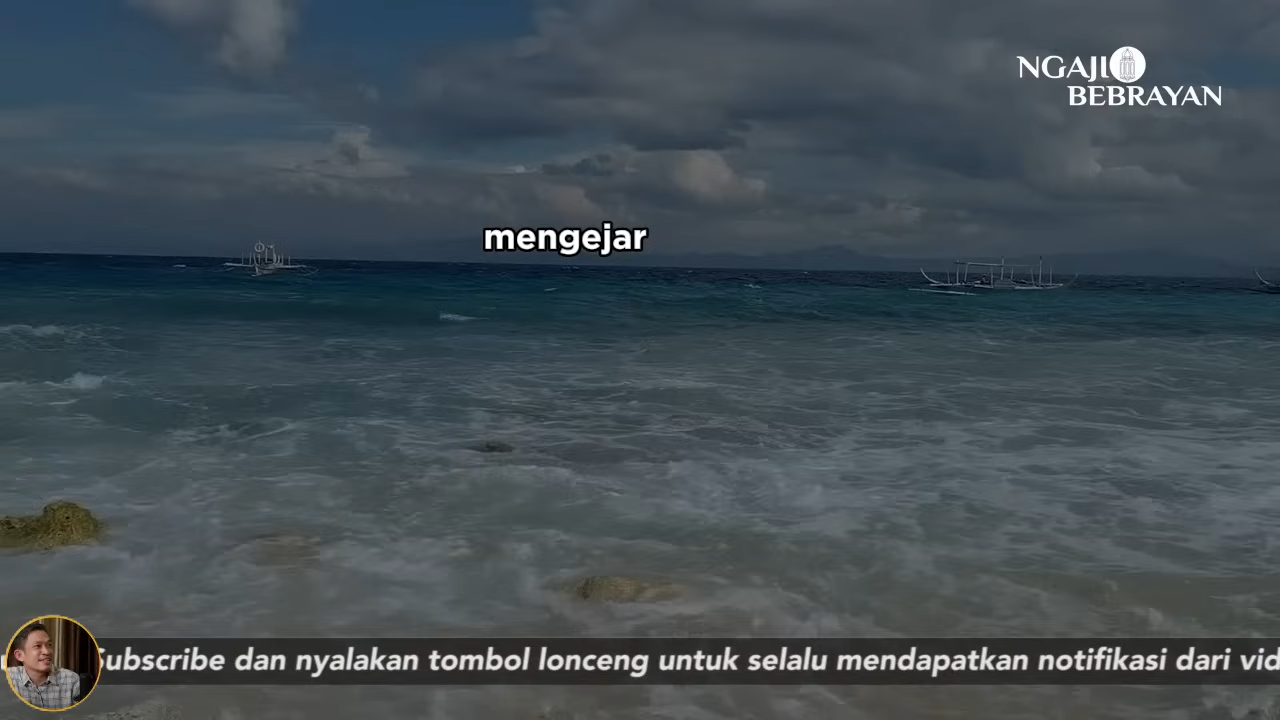 NGAJI
BEBRAYAN
mengejar
Subscribe dan nyalakan tombol lonceng untuk selalu mendapatkan notifikasi dari vid